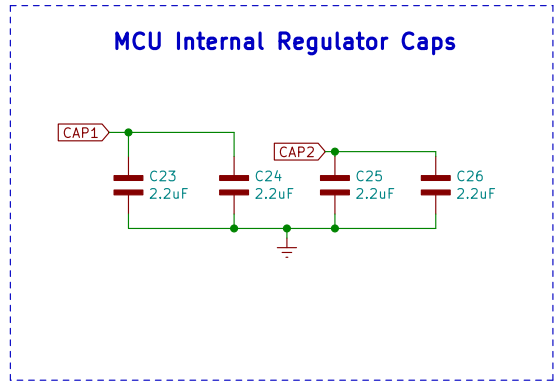 MCU Internal Regulator Caps
CAP1
CAP2
C23
2.2uF
C24
2.2uF
C25
2.2uF
C26
2.2uF